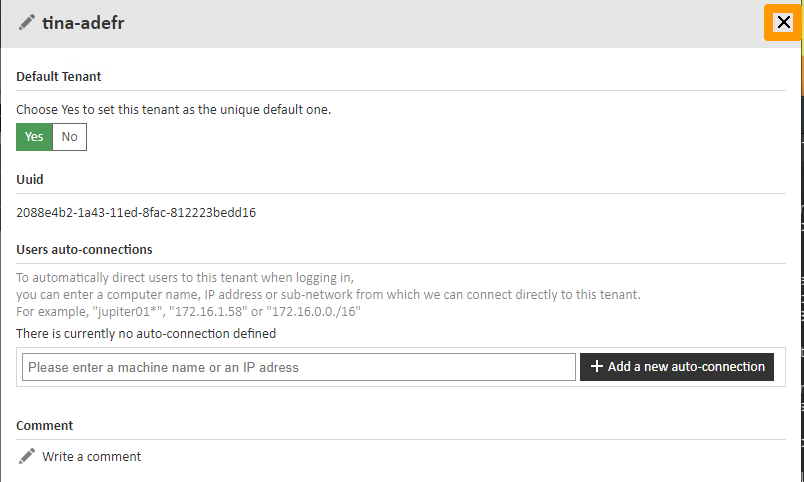 tina-adefr
Default Tenant
Choose Yes to set this tenant as the unique default one.
Yes No
Uuid
2088e4b2-1a43-11ed-8fac-812223bedd16
Users auto-connections
To automatically direct users to this tenant when logging in,
you can enter a computer name, IP address or sub-network from which we can connect directly to this tenant.
For example, "jupiter01*", "172.16.1.58" or "172.16.0.0./16"
There is currently no auto-connection defined
Please enter a machine name or an IP adress
+ Add a new auto-connection
Comment
Write a comment